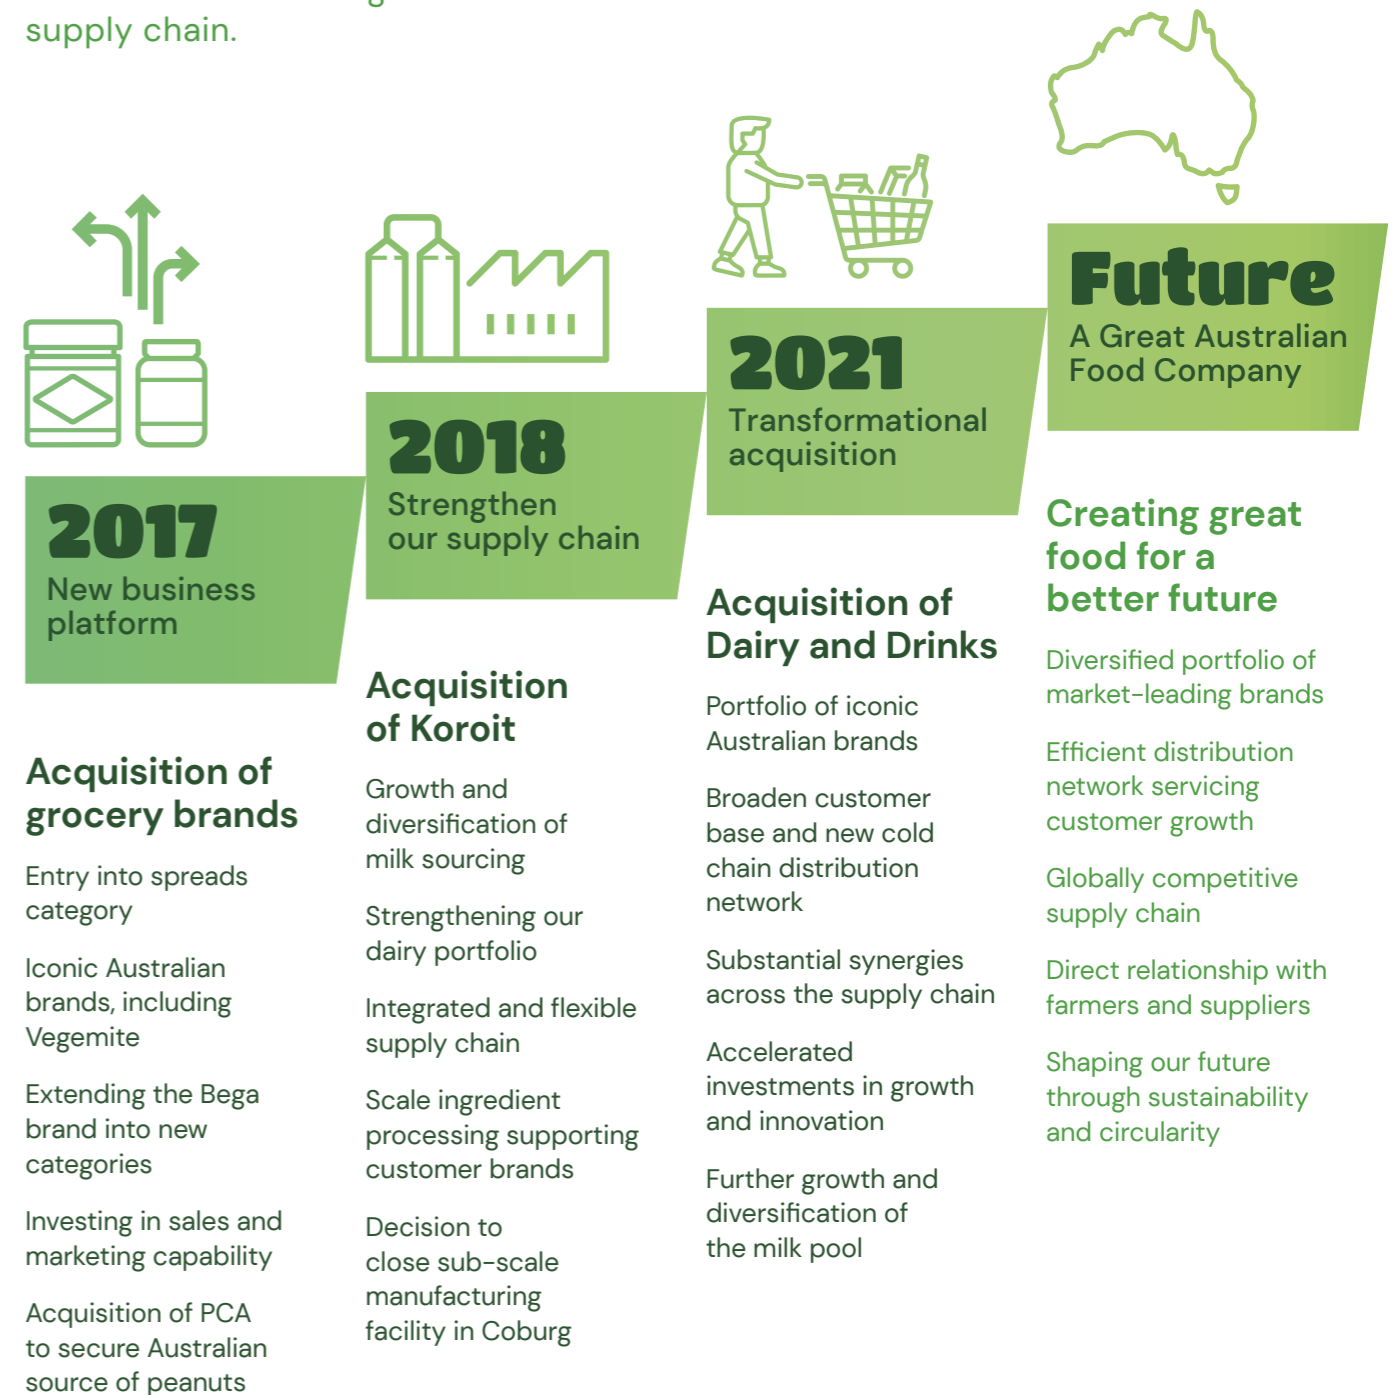 supply chain.
2017
New business
platform
Acquisition of
grocery brands
Entry into spreads
category
Iconic Australian
brands, including
Vegemite
Extending the Bega
brand into new
categories
Investing in sales and
marketing capability
Acquisition of PCA
to secure Australian
source of peanuts
2018
Strengthen
our supply chain
Acquisition
of Koroit
Growth and
diversification of
milk sourcing
Strengthening our
dairy portfolio
Integrated and flexible
supply chain
Scale ingredient
processing supporting
customer brands
Decision to
close sub-scale
manufacturing
facility in Coburg
2021
Transformational
acquisition
Acquisition of
Dairy and Drinks
Portfolio of iconic
Australian brands
Broaden customer
base and new cold
chain distribution
network
Substantial synergies
across the supply chain
Accelerated
investments in growth
and innovation
Further growth and
diversification of
the milk pool
Future
A Great Australian
Food Company
Creating great
food for a
better future
Diversified portfolio of
market-leading brands
Efficient distribution
network servicing
customer growth
Globally competitive
supply chain
Direct relationship with
farmers and suppliers
Shaping our future
through sustainability
and circularity